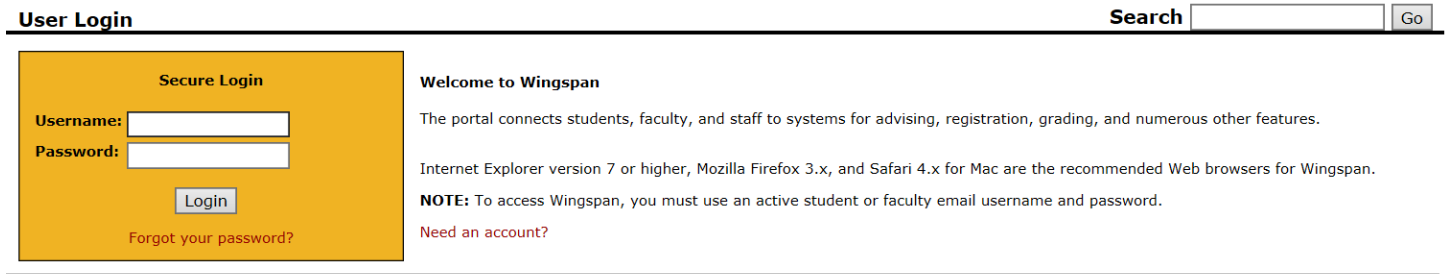 User Login
Search
Go
Secure Login
Username:
Password:
Login
Forgot your password?
Welcome to Wingspan
The portal connects students, faculty, and staff to systems for advising, registration, grading, and numerous other features.
Internet Explorer version 7 or higher, Mozilla Firefox 3.x, and Safari 4.x for Mac are the recommended Web browsers for Wingspan.
NOTE: To access Wingspan, you must use an active student or faculty email username and password.
Need an account?